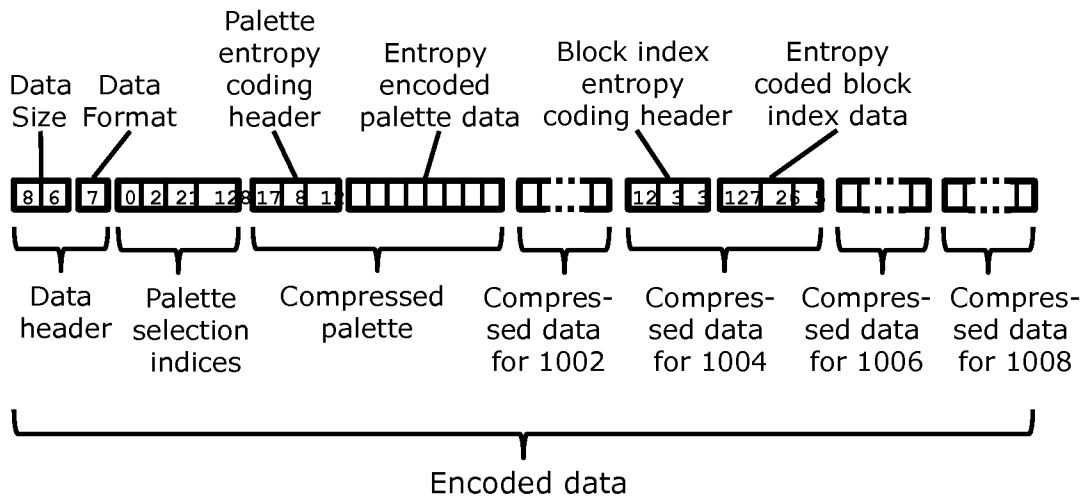 Data
Size
Data
Format
Palette
entropy
coding
header
Entropy
encoded
palette data
Block index
entropy
coding header
Entropy
coded block
index data
8 6 7 0 2 21 128 17 8 12 12 3 3 127 26 5
Data
header
Palette
selection
indices
Compressed
palette
Compres-
sed data
for 1002
Compres-
sed data
for 1004
Compres-
sed data
for 1006
Compres-
sed data
for 1008
Encoded data